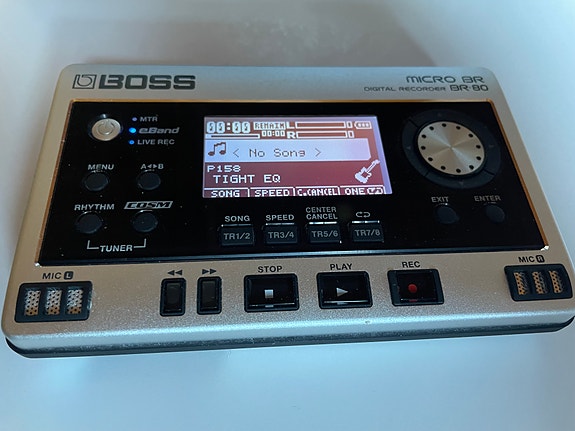 BOSS
MICRO BR
DIGITAL RECORDER BR-80
MTR
eBand
LIVE REC
MENU
A◄►B
RHYTHM
COSM
TUNER
00:00 REMAIN L
00:00 R
< No Song >
P158
TIGHT EQ
SONG SPEED C.CANCEL ONE
EXIT
ENTER
SONG
SPEED
CENTER
CANCEL
TR1/2
TR3/4
TR5/6
TR7/8
MIC L
STOP
PLAY
REC
MIC R